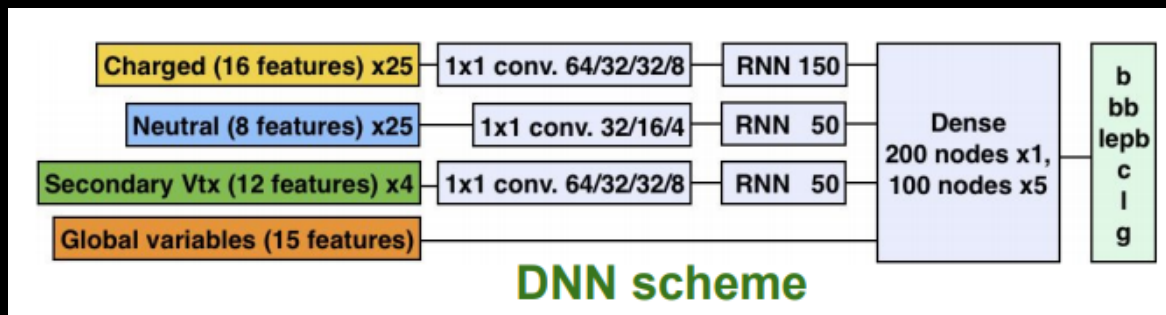 Charged (16 features) x25
1x1 conv. 64/32/32/8
RNN 150
Neutral (8 features) x25
1x1 conv. 32/16/4
RNN 50
Secondary Vtx (12 features) x4
1x1 conv. 64/32/32/8
RNN 50
Global variables (15 features)
Dense
200 nodes x1,
100 nodes x5
b
bb
lepb
c
l
g
DNN scheme